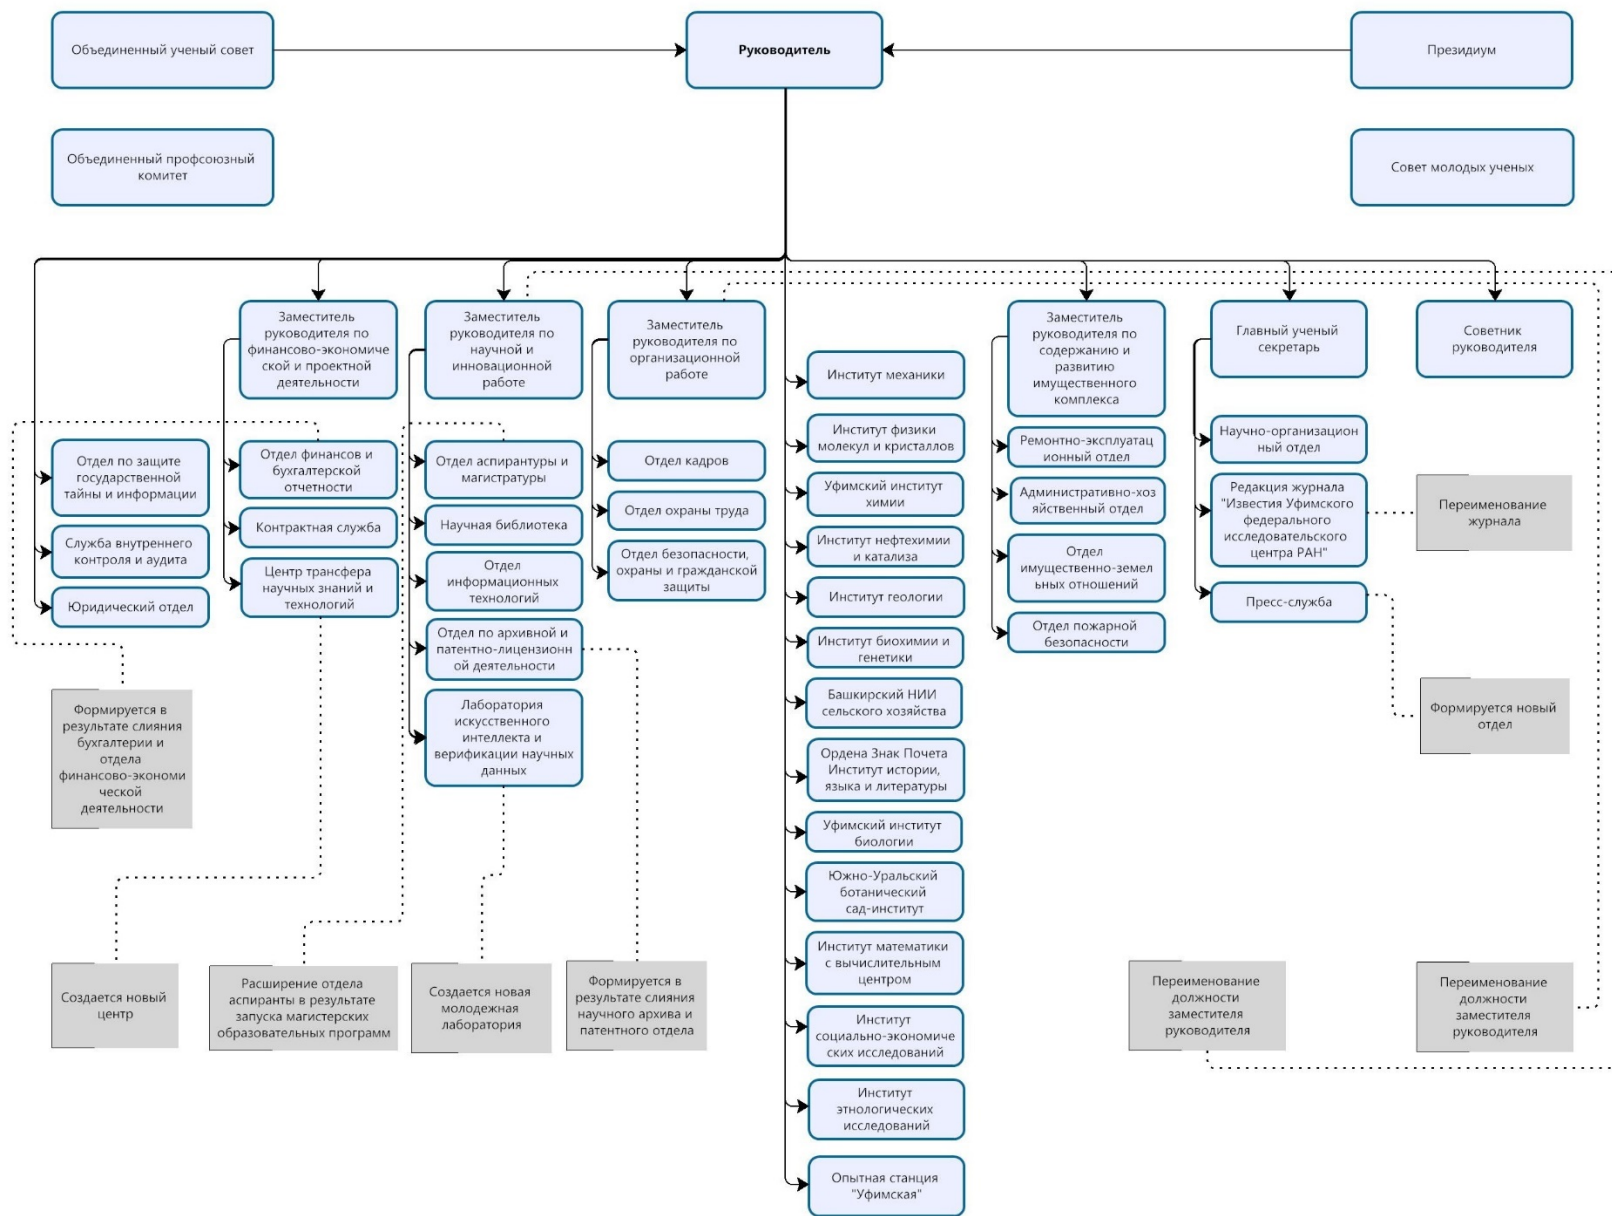 Объединенный ученый совет
Руководитель
Президиум
Объединенный профсоюзный
комитет
Совет молодых ученых
Заместитель
руководителя по
финансово-экономиче
ской и проектной
деятельности
Заместитель
руководителя по
научной и
инновационной
работе
Заместитель
руководителя по
организационной
работе
Заместитель
руководителя по
содержанию и
развитию
имущественного
комплекса
Главный ученый
секретарь
Советник
руководителя
Отдел по защите
государственной
тайны и информации
Служба внутреннего
контроля и аудита
Юридический отдел
Отдел финансов и
бухгалтерской
отчетности
Контрактная служба
Центр трансфера
научных знаний и
технологий
Отдел аспирантуры и
магистратуры
Научная библиотека
Отдел
информационных
технологий
Отдел по архивной и
патентно-лицензионн
ой деятельности
Лаборатория
искусственного
интеллекта и
верификации научных
данных
Отдел кадров
Отдел охраны труда
Отдел безопасности,
охраны и гражданской
защиты
Институт механики
Институт физики
молекул и кристаллов
Уфимский институт
химии
Институт нефтехимии
и катализа
Институт геологии
Институт биохимии и
генетики
Башкирский НИИ
сельского хозяйства
Ордена Знак Почета
Институт истории,
языка и литературы
Уфимский институт
биологии
Южно-Уральский
ботанический
сад-институт
Институт математики
с вычислительным
центром
Институт
социально-экономиче
ских исследований
Институт
этнологических
исследований
Опытная станция
"Уфимская"
Ремонтно-эксплуатац
ионный отдел
Административно-хоз
яйственный отдел
Отдел
имущественно-земел
ьных отношений
Отдел пожарной
безопасности
Научно-организацион
ный отдел
Редакция журнала
"Известия Уфимского
федерального
исследовательского
центра РАН"
Пресс-служба
Переименование
журнала
Формируется новый
отдел
Формируется в
результате слияния
бухгалтерии и
отдела
финансово-экономи
ческой
деятельности
Создается новый
центр
Расширение отдела
аспиранты в результате
запуска магистерских
образовательных программ
Создается новая
молодежная
лаборатория
Формируется в
результате слияния
научного архива и
патентного отдела
Переименование
должности
заместителя
руководителя
Переименование
должности
заместителя
руководителя